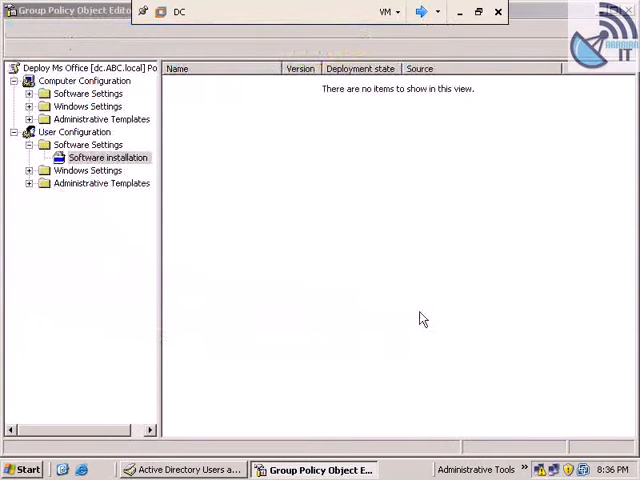 Group Policy Object Edito
DC
VM
IT
Deploy Ms Office [dc.ABC.local] Po
Computer Configuration
Software Settings
Windows Settings
Administrative Templates
User Configuration
Software Settings
Software installation
Windows Settings
Administrative Templates
Name
Version
Deployment state
Source
There are no items to show in this view.
Start
Active Directory Users a...
Group Policy Object E...
Administrative Tools
8:36 PM